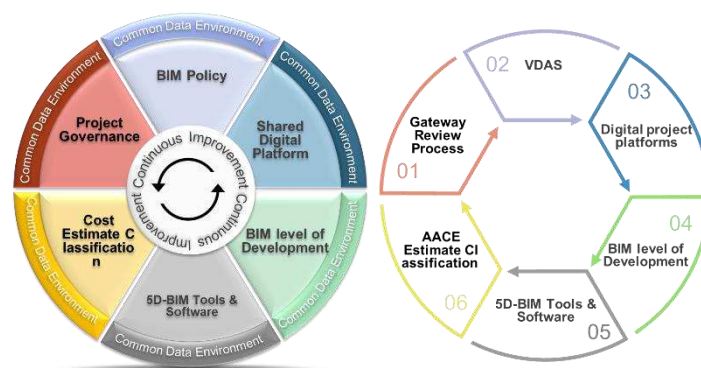 Common Data Environment
BIM Policy
Common Data Environment
Shared
Digital
Platform
Common Data Environment
BIM level of
Development
Common Data Environment
5D-BIM Tools &
Software
Common Data Environment
Cost
Estimate C
lassificatio
n
Common Data Environment
Project
Governance
Continuous Improvement
Continuous Improvement
01
Gateway
Review
Process
02
VDAS
03
Digital project
platforms
04
BIM level of
Development
05
5D-BIM Tools &
Software
06
AACE
Estimate Cl
assification